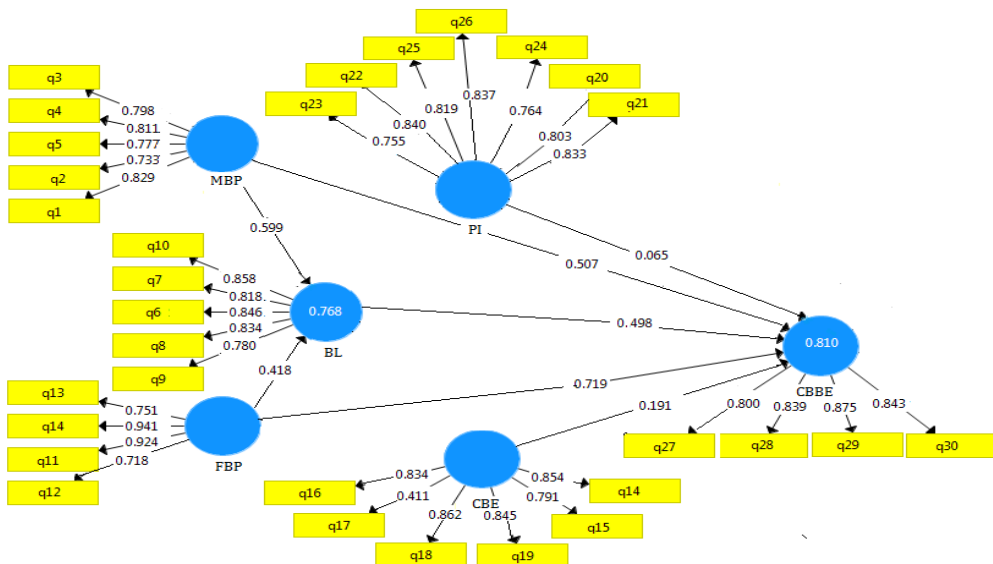 q26
q25
q24
q22
q20
q23
q21
q3
q4
q5
q2
q1
0.798
0.811
0.777
0.733
0.829
MBP
0.755
0.840
0.819
0.837
0.764
0.803
0.833
PI
0.599
0.507
0.065
q10
q7
q6
q8
q9
0.858
0.818
0.846
0.834
0.780
0.768
BL
0.498
0.418
0.719
0.191
0.810
CBBE
0.800
0.839
0.875
0.843
q27
q28
q29
q30
q13
q14
q11
q12
0.751
0.941
0.924
0.718
FBP
CBE
0.834
0.411
0.862
0.845
0.791
0.854
q16
q17
q18
q19
q15
q14